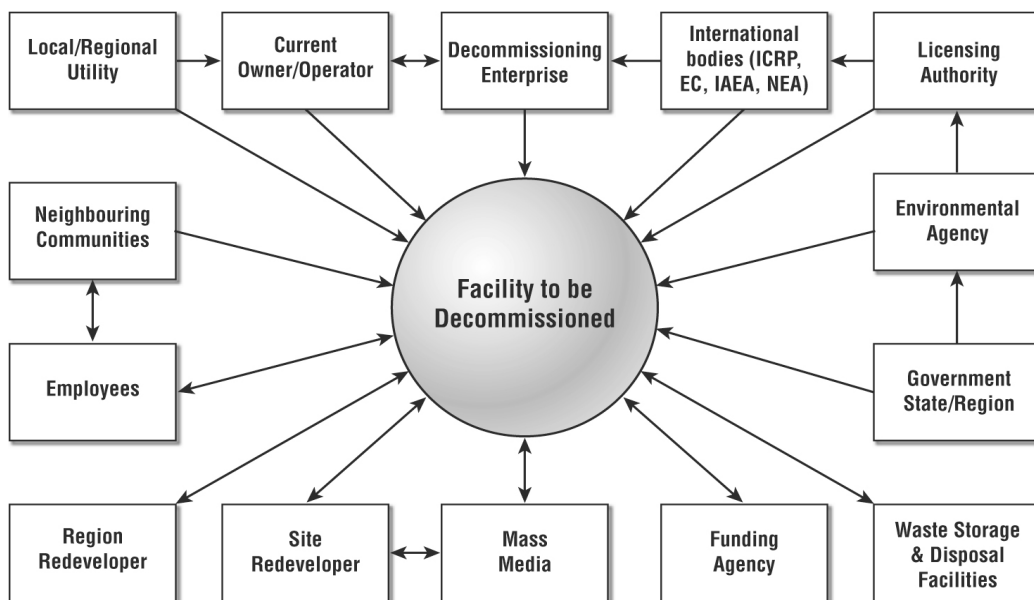 Local/Regional
Utility
Current
Owner/Operator
Decommissioning
Enterprise
International
bodies (ICRP,
EC, IAEA, NEA)
Licensing
Authority
Neighbouring
Communities
Environmental
Agency
Facility to be
Decommissioned
Employees
Government
State/Region
Region
Redeveloper
Site
Redeveloper
Mass
Media
Funding
Agency
Waste Storage
& Disposal
Facilities